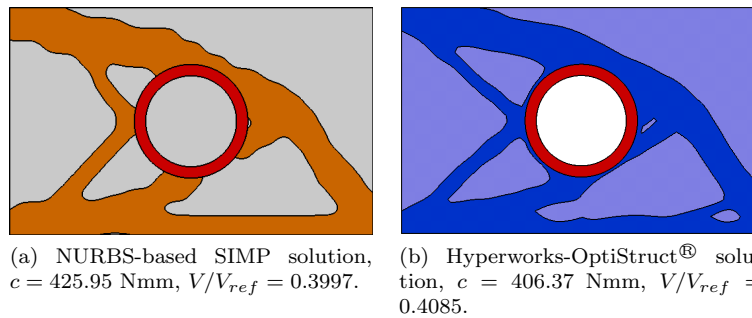 (a) NURBS-based SIMP solution,
c = 425.95 Nmm, V/V_ref = 0.3997.
(b) Hyperworks-OptiStruct® solu-
tion, c = 406.37 Nmm, V/V_ref =
0.4085.